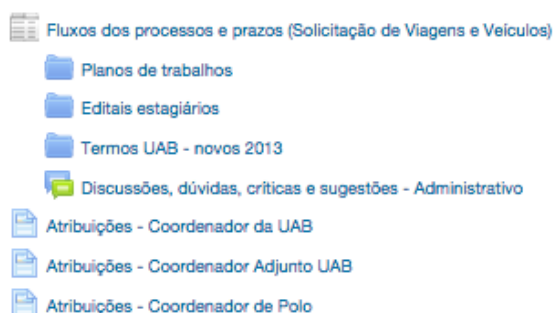 Fluxos dos processos e prazos (Solicitação de Viagens e Veículos)
Planos de trabalhos
Editais estagiários
Termos UAB - novos 2013
Discussões, dúvidas, críticas e sugestões - Administrativo
Atribuições - Coordenador da UAB
Atribuições - Coordenador Adjunto UAB
Atribuições - Coordenador de Polo